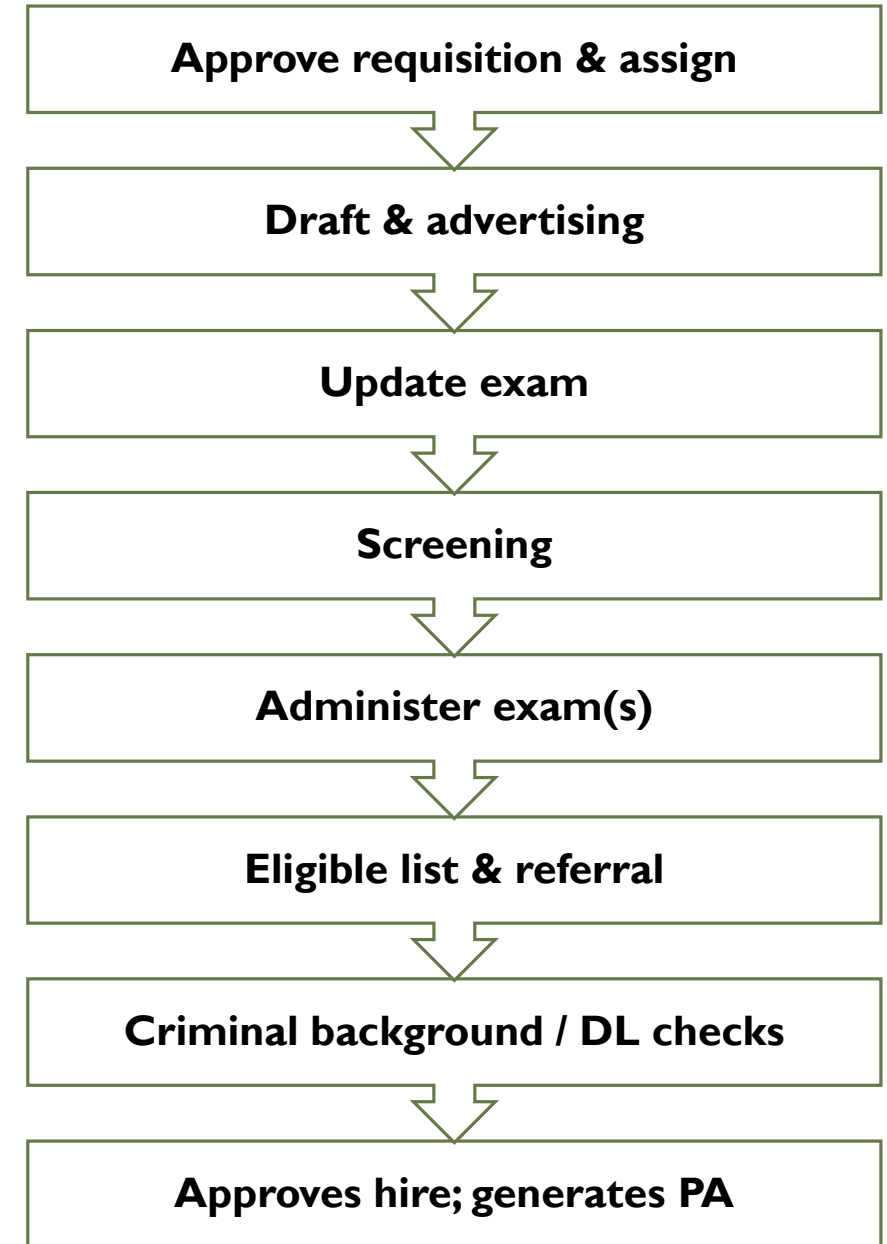 Approve requisition & assign
Draft & advertising
Update exam
Screening
Administer exam(s)
Eligible list & referral
Criminal background / DL checks
Approves hire; generates PA